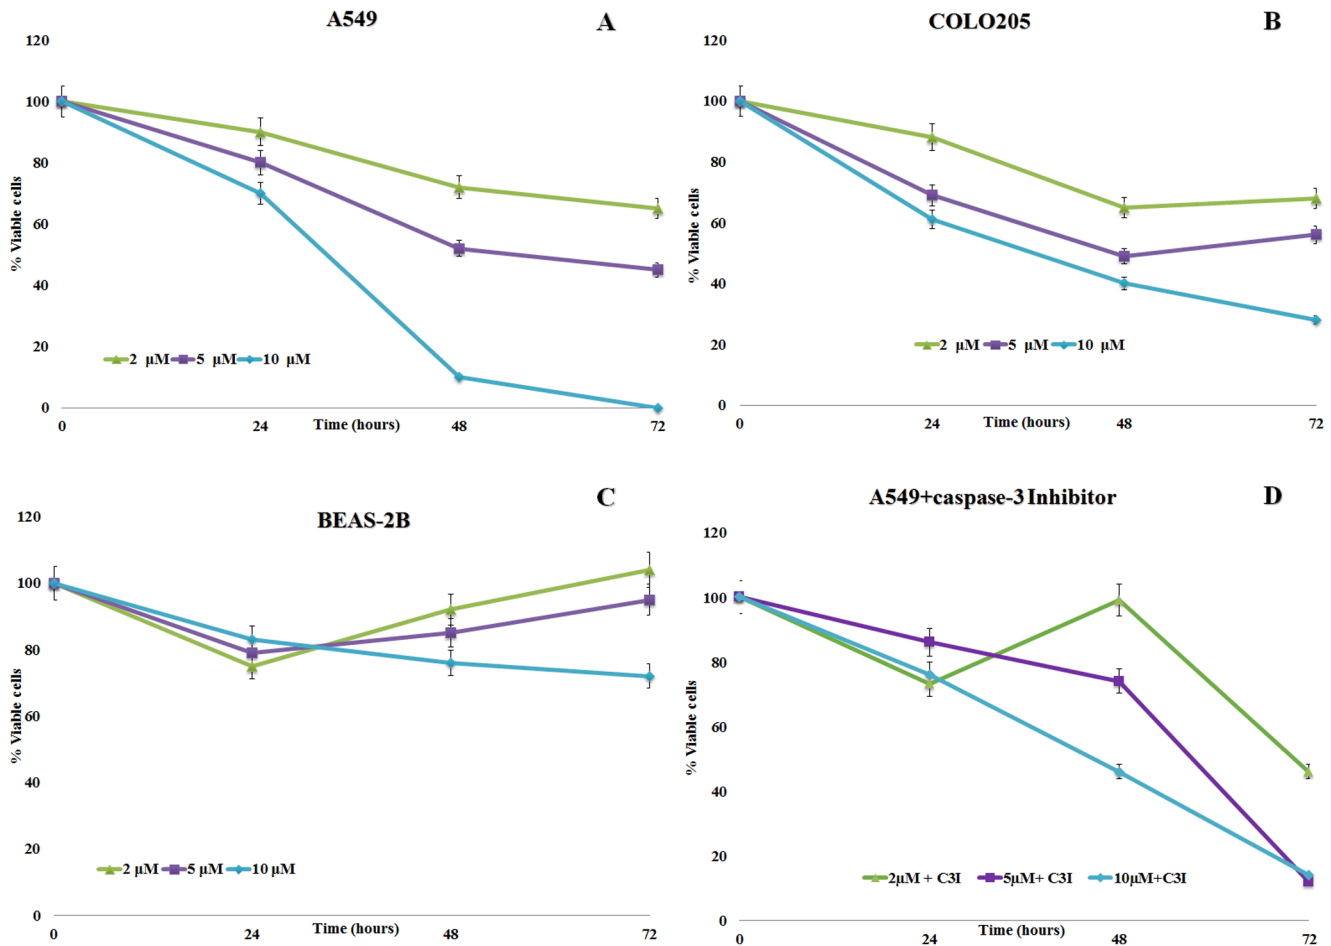 A549
A
120
100
80
60
40
20
0
% Viable cells
2 μM 5 μM 10 μM
0 24 48 72
Time (hours)
COLO205
B
120
100
80
60
40
20
0
% Viable cells
2 μM 5 μM 10 μM
0 24 48 72
Time (hours)
BEAS-2B
C
120
100
80
60
40
20
0
% Viable cells
2 μM 5 μM 10 μM
0 24 48 72
Time (hours)
A549+caspase-3 Inhibitor
D
120
100
80
60
40
20
0
% Viable cells
2μM + C3I 5μM+ C3I 10μM+C3I
0 24 48 72
Time (hours)